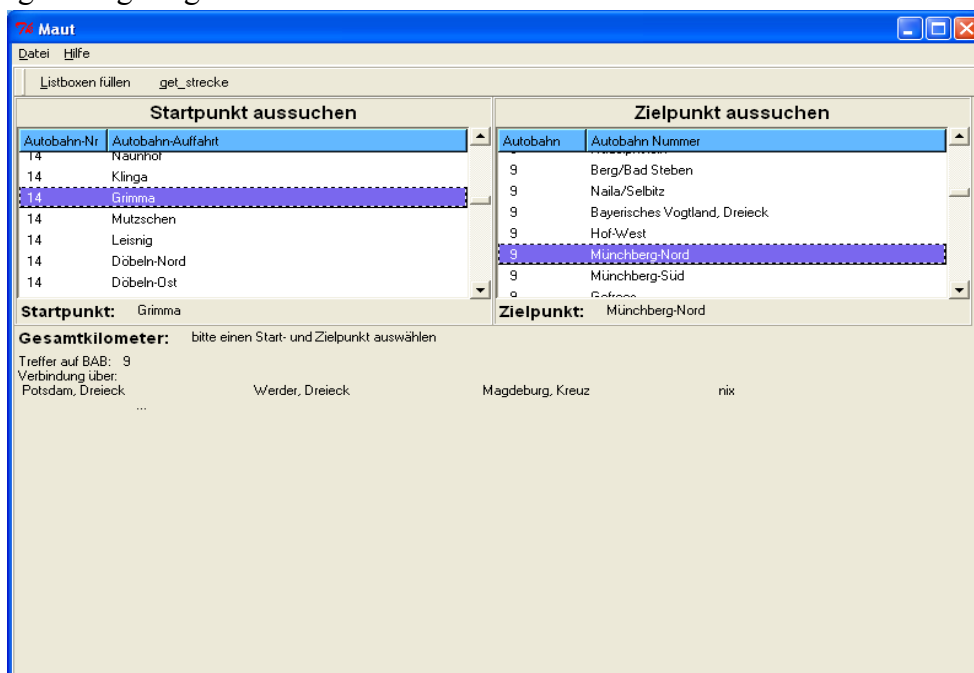 Maut
Datei Hilfe
Listboxen füllen get_strecke
Startpunkt aussuchen
Autobahn-Nr Autobahn-Auffahrt
14 Naunhof
14 Klinga
14 Grimma
14 Mutzschen
14 Leisnig
14 Döbeln-Nord
14 Döbeln-Ost
Startpunkt: Grimma
Zielpunkt aussuchen
Autobahn Autobahn Nummer
9 Berg/Bad Steben
9 Naila/Selbitz
9 Bayerisches Vogtland, Dreieck
9 Hof-West
9 Münchberg-Nord
9 Münchberg-Süd
9
Zielpunkt: Münchberg-Nord
Gesamtkilometer: bitte einen Start- und Zielpunkt auswählen
Treffer auf BAB: 9
Verbindung über:
Potsdam, Dreieck Werder, Dreieck Magdeburg, Kreuz nix
...